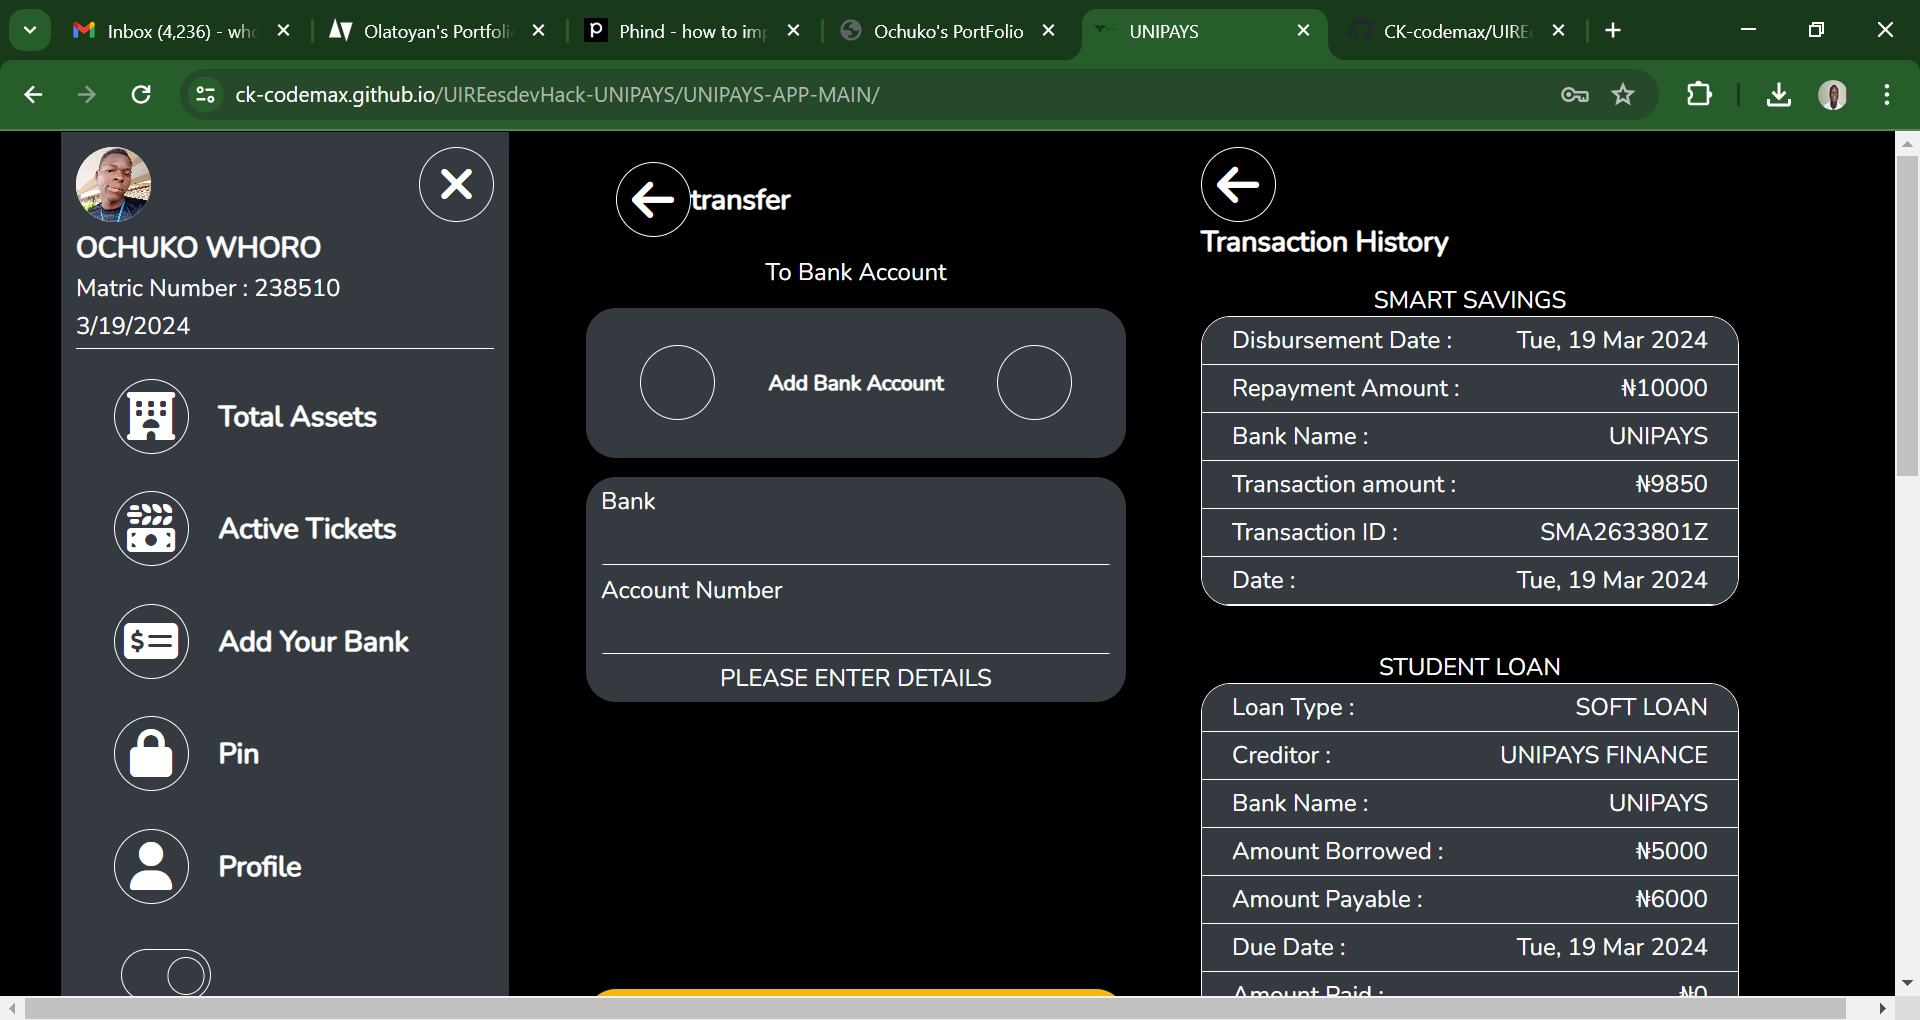 Inbox (4,236) - who
Olatoyan's Portfoli
Phind - how to imp
Ochuko's PortFolio
UNIPAYS
CK-codemax/UIREe
ck-codemax.github.io/UIREesdevHack-UNIPAYS/UNIPAYS-APP-MAIN/
OCHUKO WHORO
Matric Number : 238510
3/19/2024
Total Assets
Active Tickets
Add Your Bank
Pin
Profile
transfer
To Bank Account
Add Bank Account
Bank
Account Number
PLEASE ENTER DETAILS
Transaction History
SMART SAVINGS
Disbursement Date : Tue, 19 Mar 2024
Repayment Amount : ₦10000
Bank Name : UNIPAYS
Transaction amount : ₦9850
Transaction ID : SMA2633801Z
Date : Tue, 19 Mar 2024
STUDENT LOAN
Loan Type : SOFT LOAN
Creditor : UNIPAYS FINANCE
Bank Name : UNIPAYS
Amount Borrowed : ₦5000
Amount Payable : ₦6000
Due Date : Tue, 19 Mar 2024
Amount Paid : ₦0